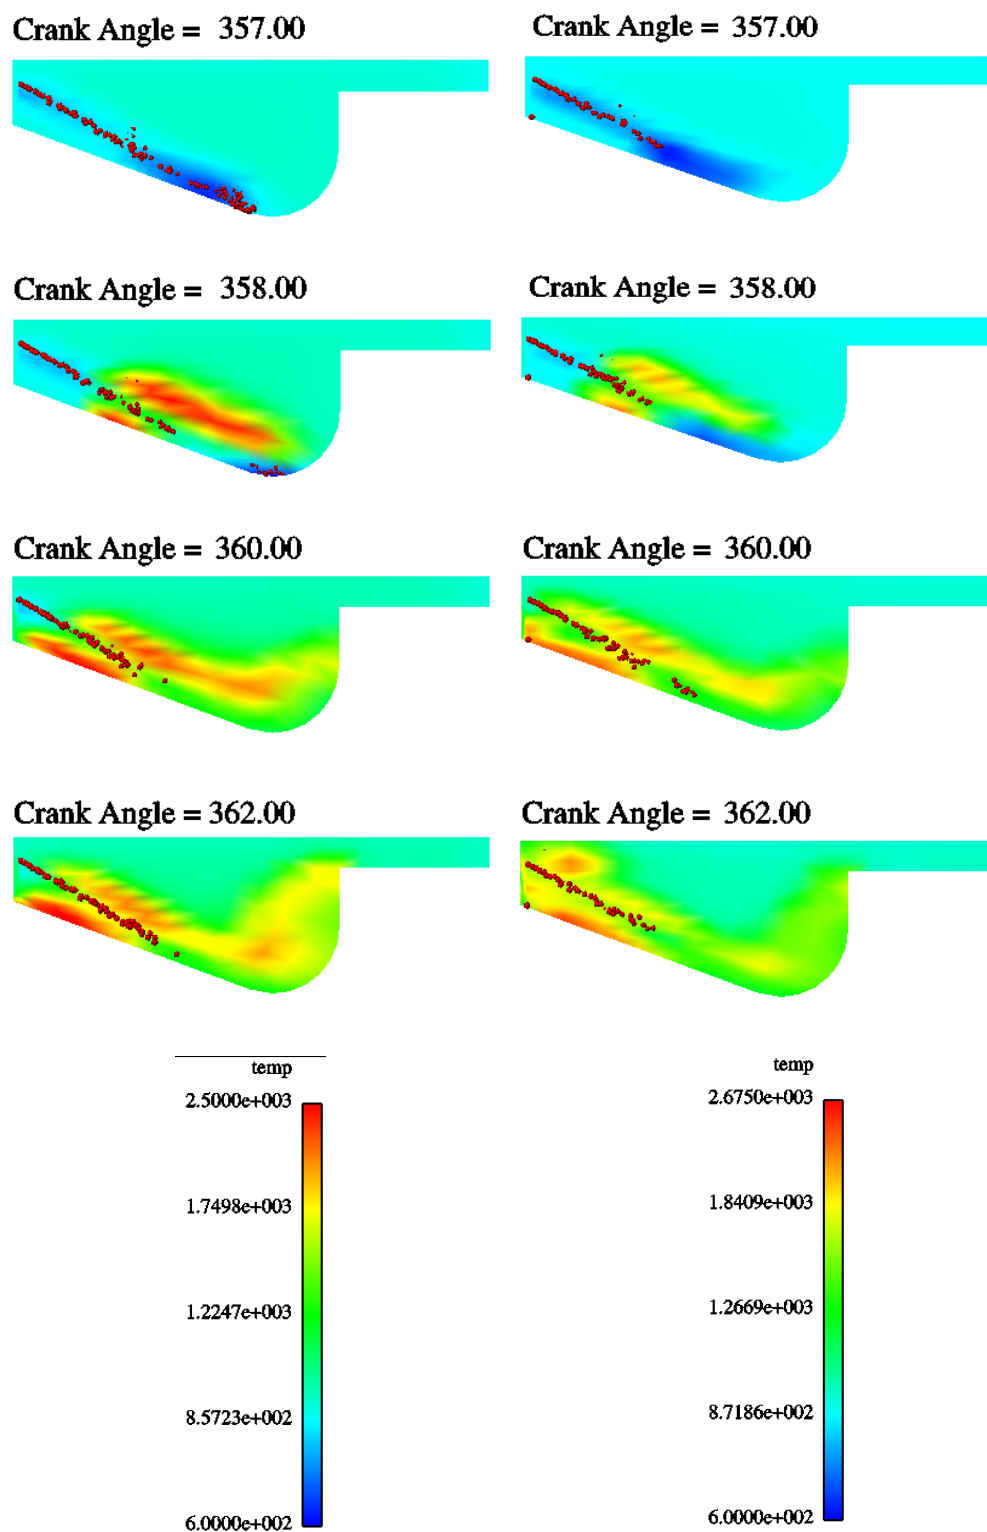 Crank Angle = 357.00
Crank Angle = 357.00
Crank Angle = 358.00
Crank Angle = 358.00
Crank Angle = 360.00
Crank Angle = 360.00
Crank Angle = 362.00
Crank Angle = 362.00
temp
2.5000e+003
1.7498e+003
1.2247e+003
8.5723e+002
6.0000e+002
temp
2.6750e+003
1.8409e+003
1.2669e+003
8.7186e+002
6.0000e+002